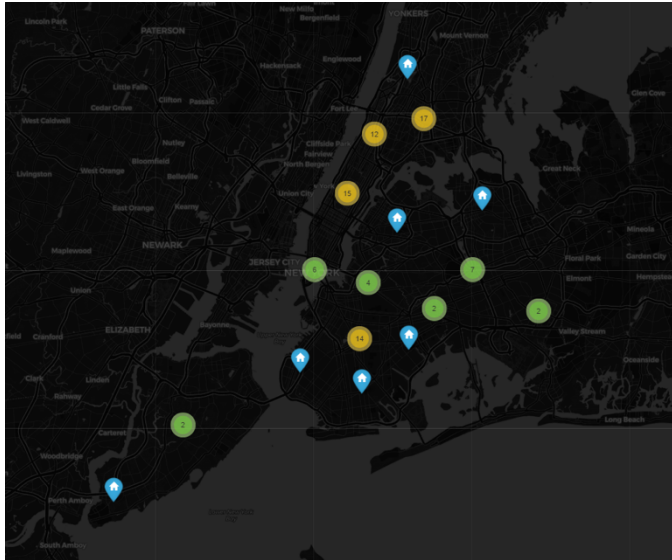 Lincoln Park
PATERSON
New Mills
Bergenfield
YONKERS
Mount Vernon
Hackensack
Englewood
Little Falls
Clifton
Passaic
Cedar Grove
Fort Lee
Glen Cove
West Caldwell
17
12
Nutley
Cliffside Park
Fairview
North Bergen
Bloomfield
Belleville
Livingston
West Orange
Great Neck
Union City
15
East Orange
Kearny
Mineola
NEWARK
Maplewood
Floral Park
Garden City
JERSEY CITY
NEW YORK
6
7
4
Elmont
Union
2
2
14
ELIZABETH
Bayonne
Valley Stream
Cranford
Oceanside
Clark
Linden
Rahway
Long Beach
2
Carteret
Woodbridge
Perth Amboy
South Amboy